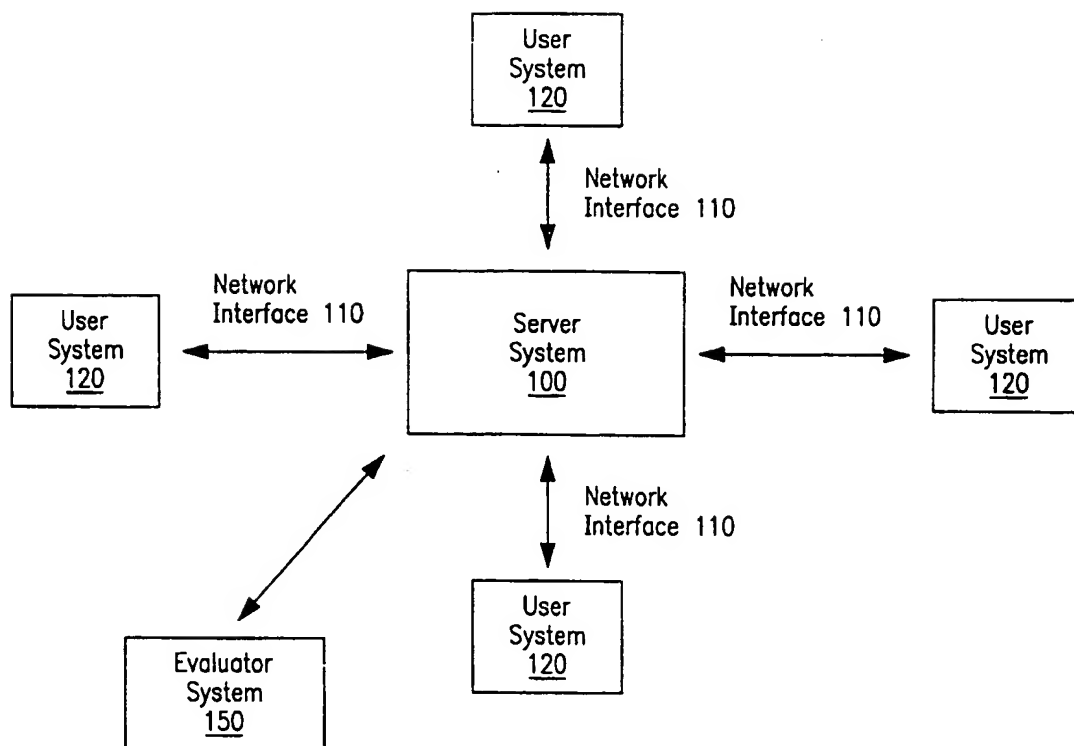 User
System
120
Network
Interface 110
Network
Interface 110
User
System
120
Server
System
100
Network
Interface 110
User
System
120
Network
Interface 110
User
System
120
Evaluator
System
150